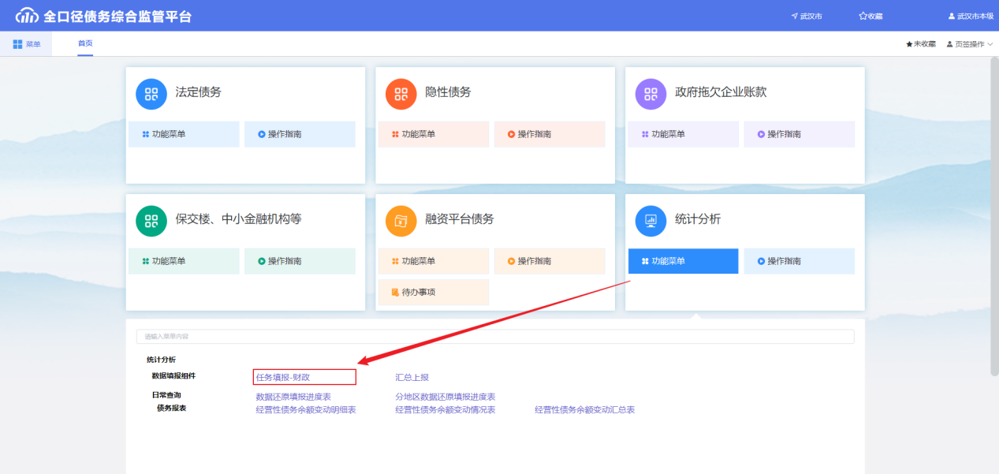 全口径债务综合监管平台 武汉市 收藏 武汉市本级
菜单 首页 未收藏 页签操作
法定债务 隐性债务 政府拖欠企业账款
功能菜单 操作指南 功能菜单 操作指南 功能菜单 操作指南
保交楼、中小金融机构等 融资平台债务 统计分析
功能菜单 操作指南 功能菜单 操作指南 功能菜单 操作指南
待办事项
请输入菜单内容
统计分析
数据填报组件 任务填报-财政 汇总上报
日常查询 数据还原填报进度表 分地区数据还原填报进度表
债务报表 经营性债务余额变动明细表 经营性债务余额变动情况表 经营性债务余额变动汇总表